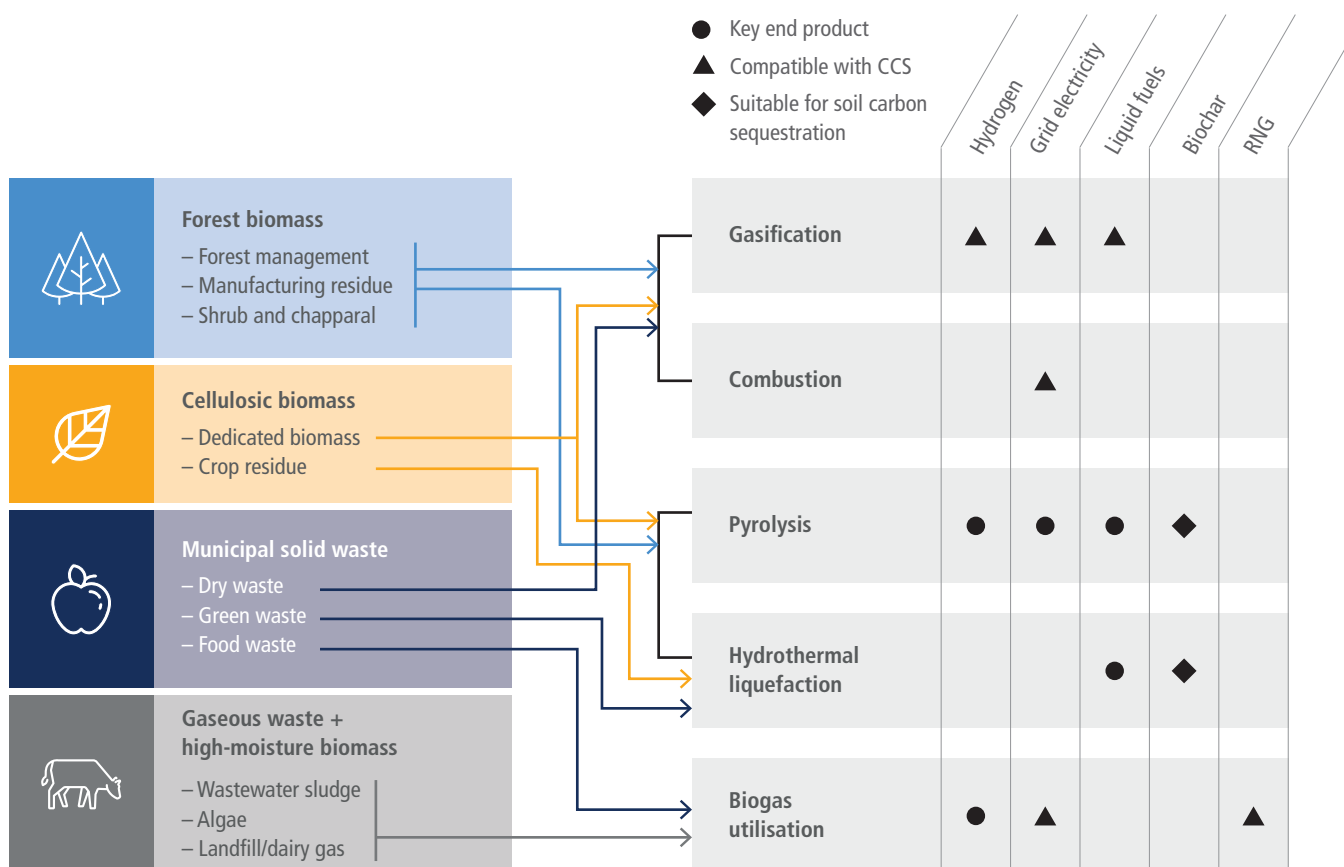 Key end product
Compatible with CCS
Suitable for soil carbon
sequestration
Hydrogen
Grid electricity
Liquid fuels
Biochar
RNG
Forest biomass
– Forest management
– Manufacturing residue
– Shrub and chapparal
Cellulosic biomass
– Dedicated biomass
– Crop residue
Municipal solid waste
– Dry waste
– Green waste
– Food waste
Gaseous waste +
high-moisture biomass
– Wastewater sludge
– Algae
– Landfill/dairy gas
Gasification
Combustion
Pyrolysis
Hydrothermal
liquefaction
Biogas
utilisation